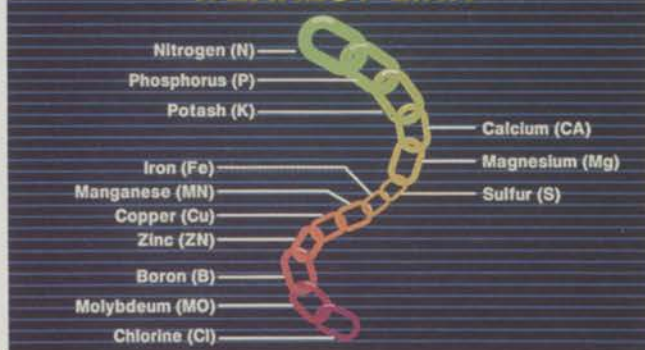 Nitrogen (N)
Phosphorus (P)
Potash (K)
Calcium (CA)
Iron (Fe)
Magnesium (Mg)
Manganese (MN)
Sulfur (S)
Copper (Cu)
Zinc (ZN)
Boron (B)
Molybdeum (MO)
Chlorine (Cl)